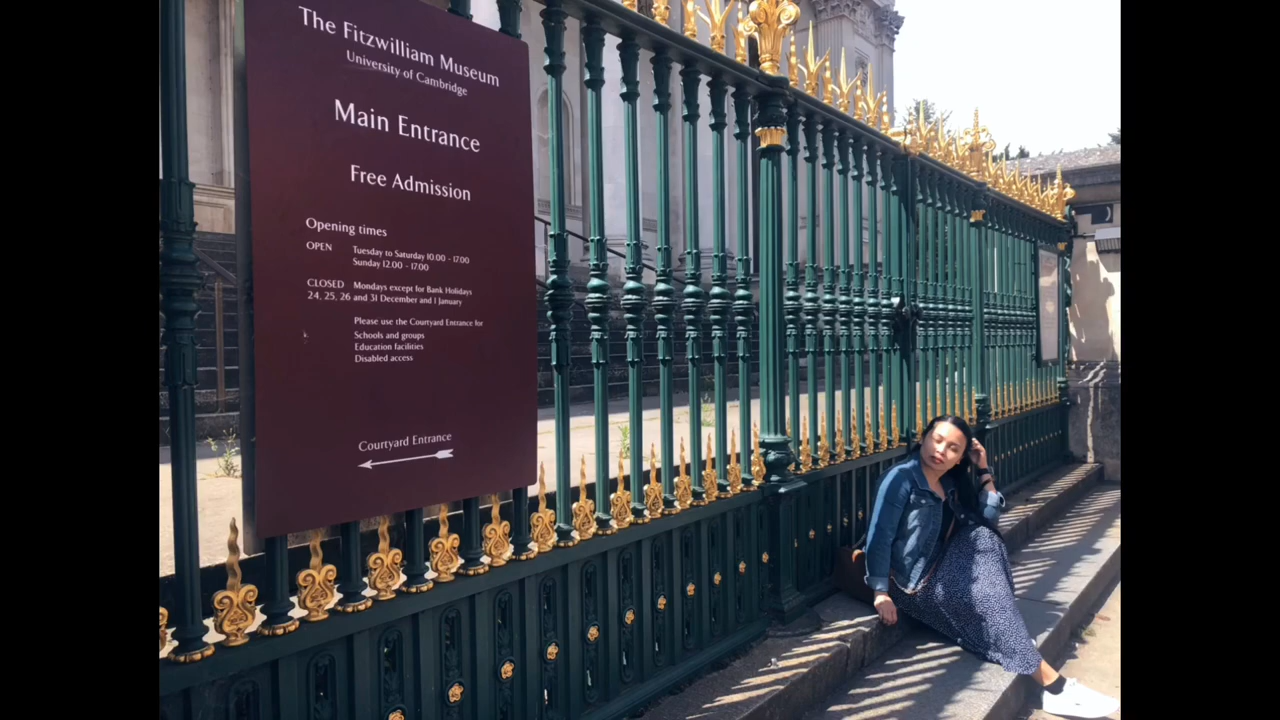 The Fitzwilliam Museum
University of Cambridge
Main Entrance
Free Admission
Opening times
OPEN Tuesday to Saturday 10.00 - 17.00
Sunday 12.00 - 17.00
CLOSED Mondays except for Bank Holidays
24, 25, 26 and 31 December and 1 January
Please use the Courtyard Entrance for
Schools and groups
Education facilities
Disabled access
Courtyard Entrance